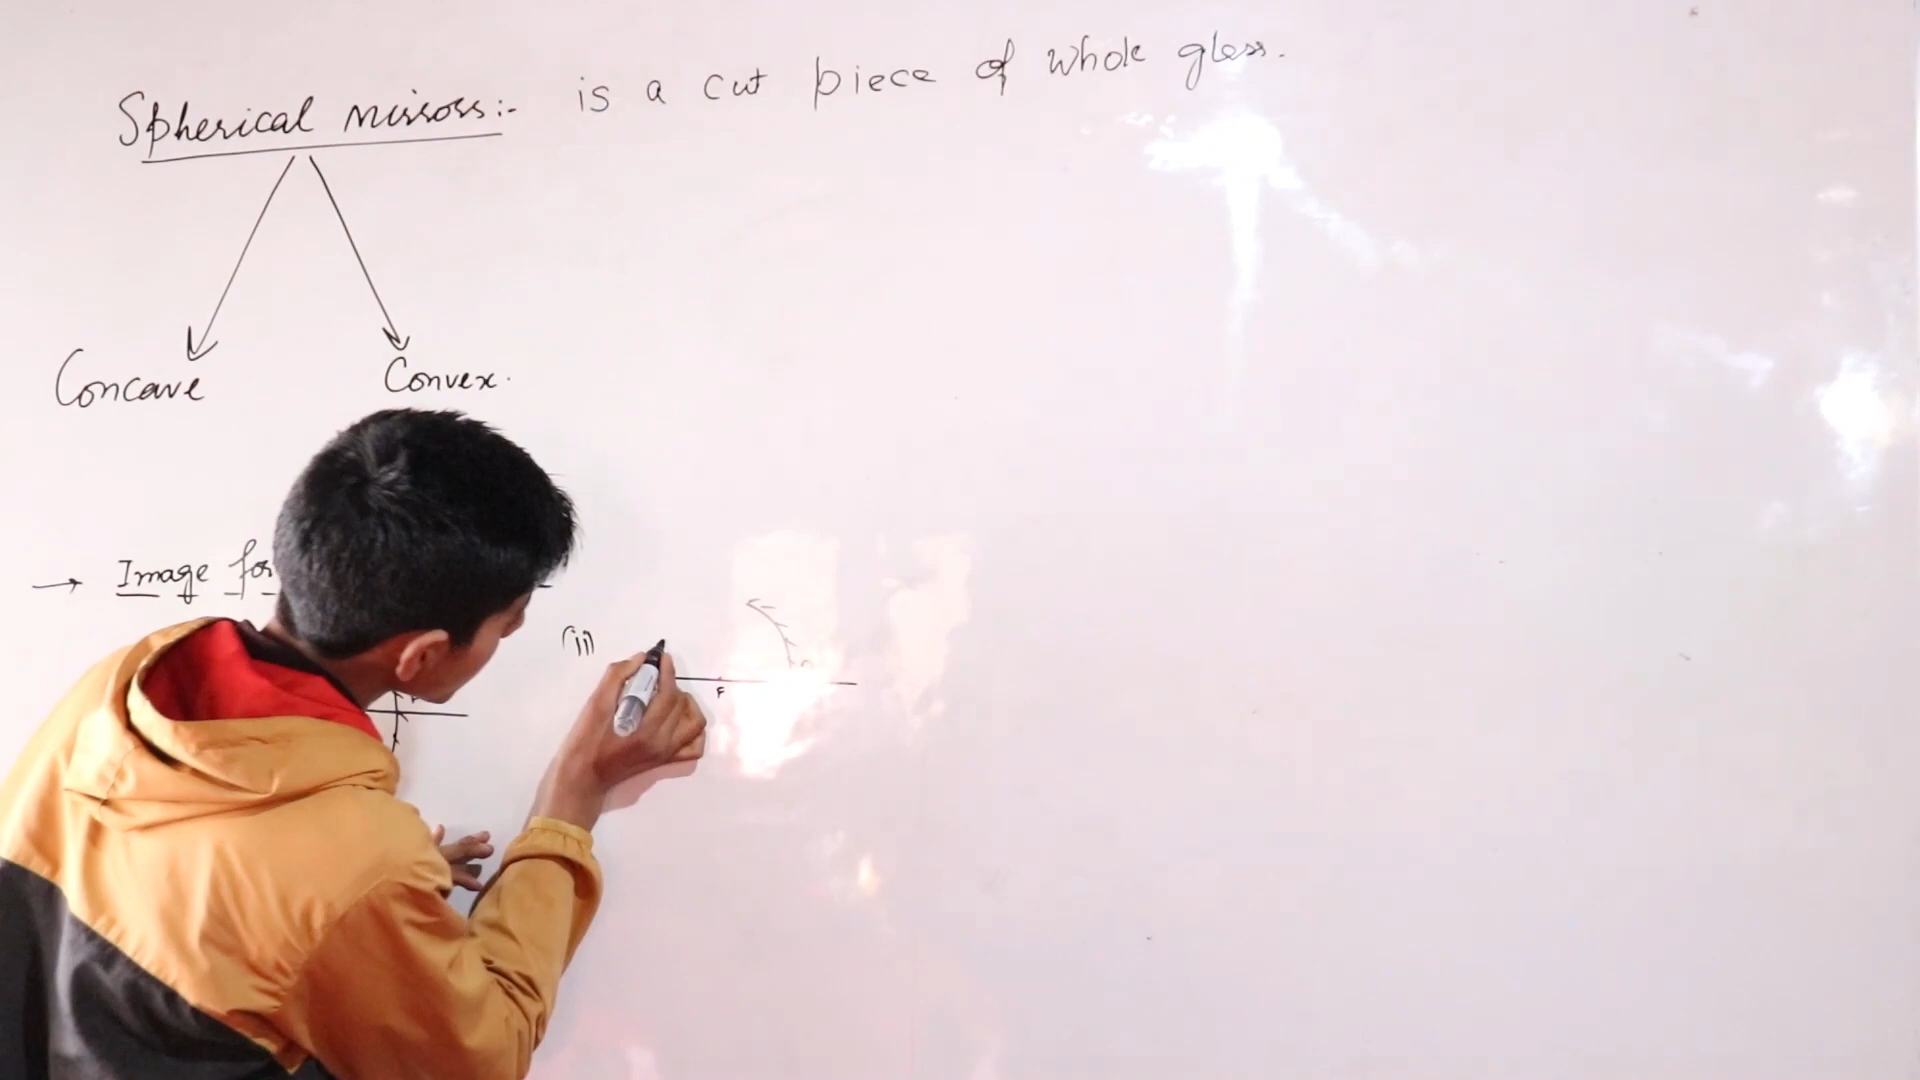 Spherical mirrors:- is a cut piece of whole glass.
Concave Convex.
→ Image for
(ii)
F